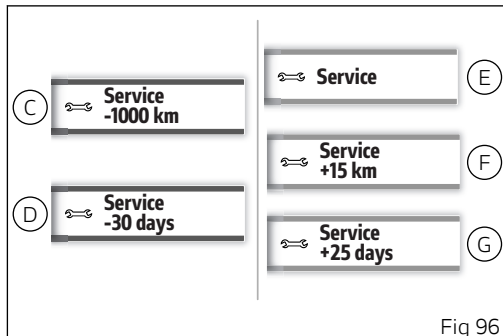 C
Service
-1000 km
D
Service
-30 days
Service
E
Service
+15 km
F
Service
+25 days
G
Fig 96